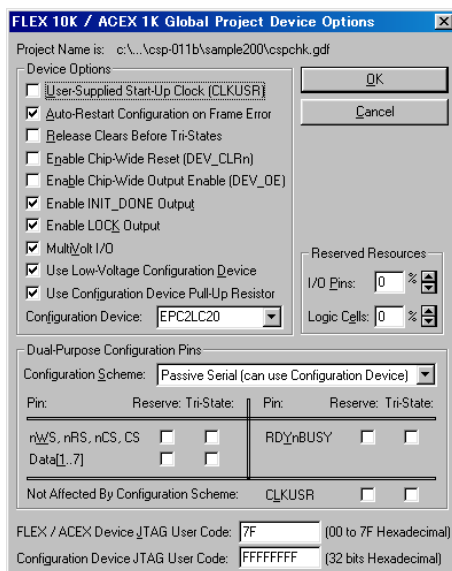 FLEX 10K / ACEX 1K Global Project Device Options
Project Name is: c:\...\csp-011b\sample200\cspchk.gdf
Device Options
User-Supplied Start-Up Clock (CLKUSR)
Auto-Restart Configuration on Frame Error
Release Clears Before Tri-States
Enable Chip-Wide Reset (DEV_CLRn)
Enable Chip-Wide Output Enable (DEV_OE)
Enable INIT_DONE Output
Enable LOCK Output
MultiVolt I/O
Use Low-Voltage Configuration Device
Use Configuration Device Pull-Up Resistor
Configuration Device: EPC2LC20
OK
Cancel
Reserved Resources
I/O Pins: 0 %
Logic Cells: 0 %
Dual-Purpose Configuration Pins
Configuration Scheme: Passive Serial (can use Configuration Device)
Pin: Reserve: Tri-State: Pin: Reserve: Tri-State:
nWS, nRS, nCS, CS RDYnBUSY
Data[1..7]
Not Affected By Configuration Scheme: CLKUSR
FLEX / ACEX Device JTAG User Code: 7F (00 to 7F Hexadecimal)
Configuration Device JTAG User Code: FFFFFFFF (32 bits Hexadecimal)